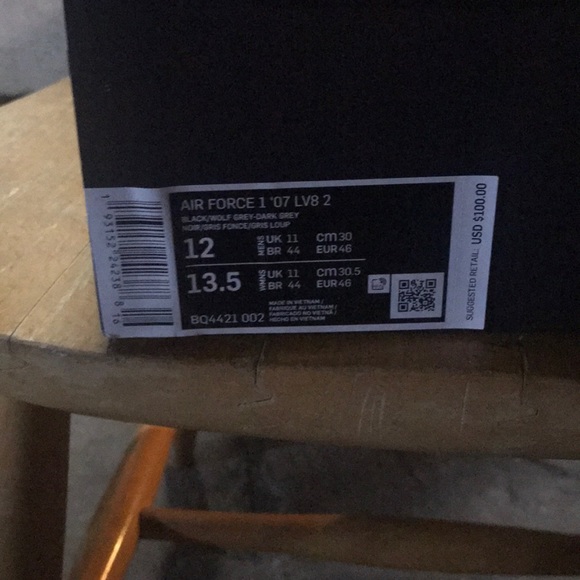 AIR FORCE 1 '07 LV8 2
BLACK/WOLF GREY-DARK GREY
NOIR/GRIS FONCE/GRIS LOUP
12 MENS UK 11 CM 30
BR 44 EUR 46
13.5 WMNS UK 11 CM 30.5
BR 44 EUR 46
BQ4421 002
MADE IN VIETNAM /
FABRIQUE AU VIETNAM /
FABRICADO NO VIETNÃ /
HECHO EN VIETNAM
SUGGESTED RETAIL: USD $100.00